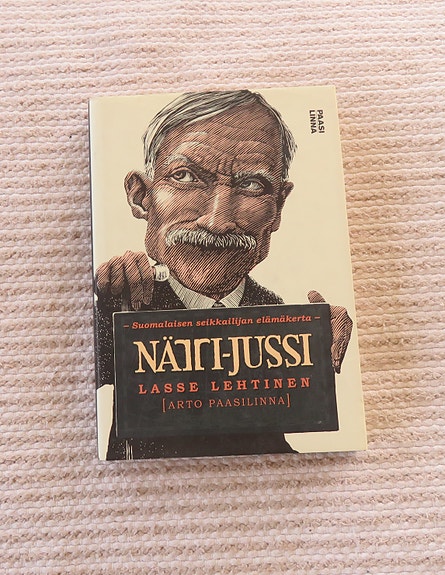 PAASI
LINNA
– Suomalaisen seikkailijan elämäkerta –
NÄTTI-JUSSI
LASSE LEHTINEN
[ARTO PAASILINNA]